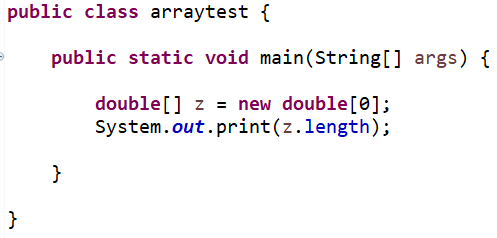 public class arraytest {
public static void main(String[] args) {
double[] z = new double[0];
System.out.print(z.length);
}
}